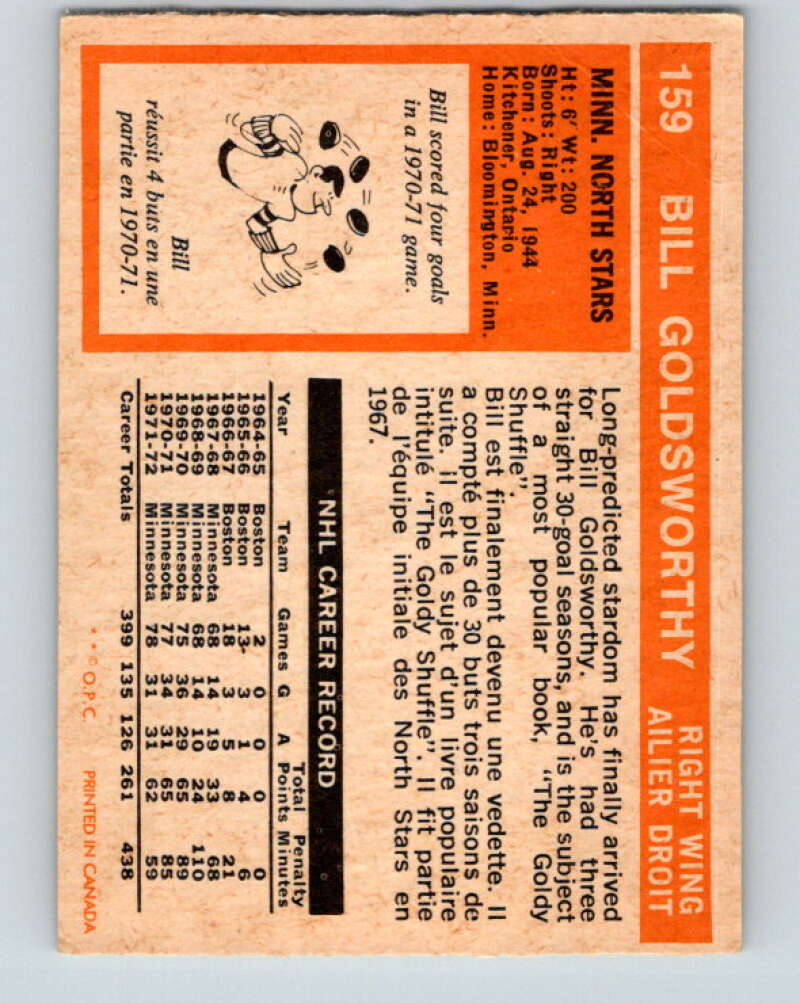 159 BILL GOLDSWORTHY
RIGHT WING
AILIER DROIT
MINN. NORTH STARS
Ht: 6' Wt: 200
Shoots: Right
Born: Aug. 24, 1944
Kitchener, Ontario
Home: Bloomington, Minn.
Bill scored four goals
in a 1970-71 game.
Bill
réussit 4 buts en une
partie en 1970-71.
Long-predicted stardom has finally arrived
for Bill Goldsworthy. He's had three
straight 30-goal seasons, and is the subject
of a most popular book, "The Goldy
Shuffle".
Bill est finalement devenu une vedette. Il
a compté plus de 30 buts trois saisons de
suite. il est le sujet d'un livre populaire
intitulé "The Goldy Shuffle". Il fit partie
de l'équipe initiale des North Stars en
1967.
NHL CAREER RECORD
Total Penalty
Year Team Games G A Points Minutes
1964-65 Boston 2 0 0 0 0
1965-66 Boston 13 3 1 4 6
1966-67 Boston 18 3 5 8 21
1967-68 Minnesota 68 14 19 33 68
1968-69 Minnesota 68 14 10 24 110
1969-70 Minnesota 75 36 29 65 89
1970-71 Minnesota 77 34 31 65 85
1971-72 Minnesota 78 31 31 62 59
Career Totals 399 135 126 261 438
* * © O.P.C. PRINTED IN CANADA